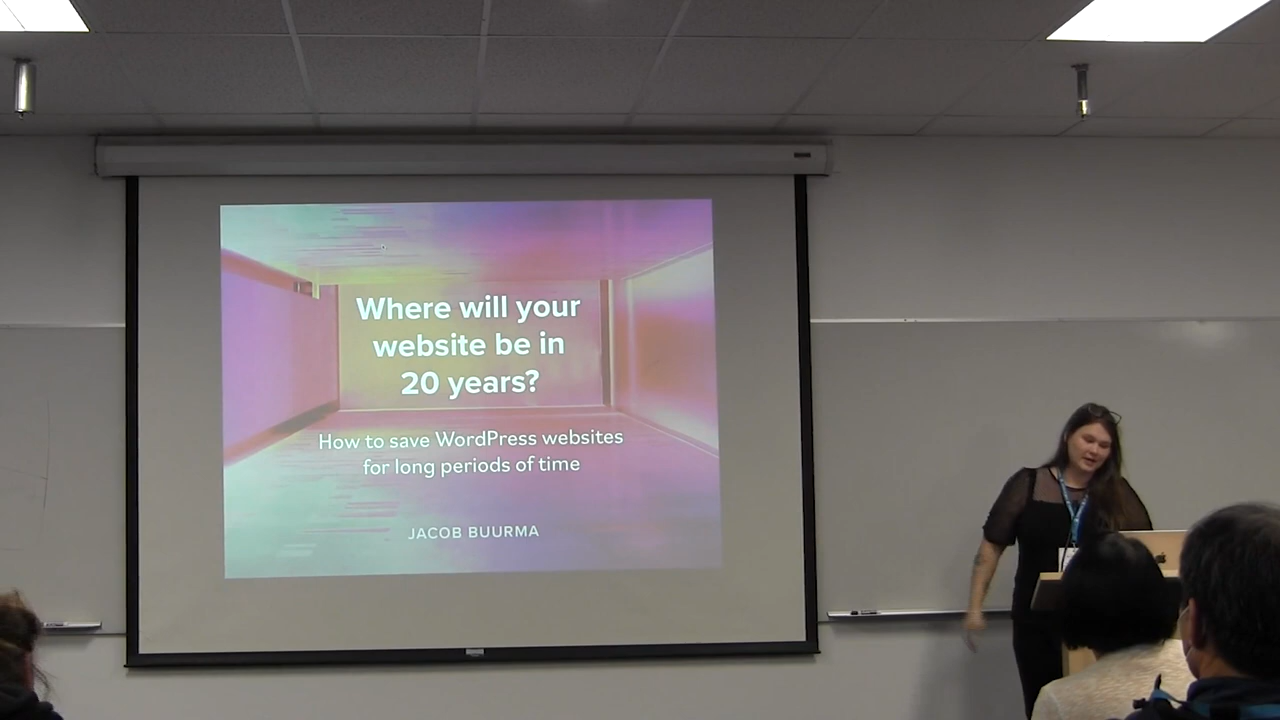 Where will your
website be in
20 years?
How to save WordPress websites
for long periods of time
JACOB BUURMA